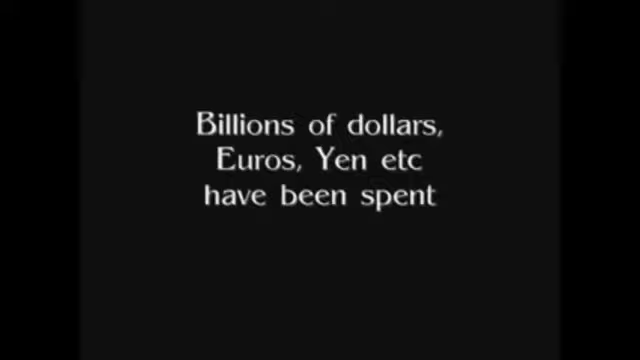 Billions of dollars,
Euros, Yen etc
have been spent